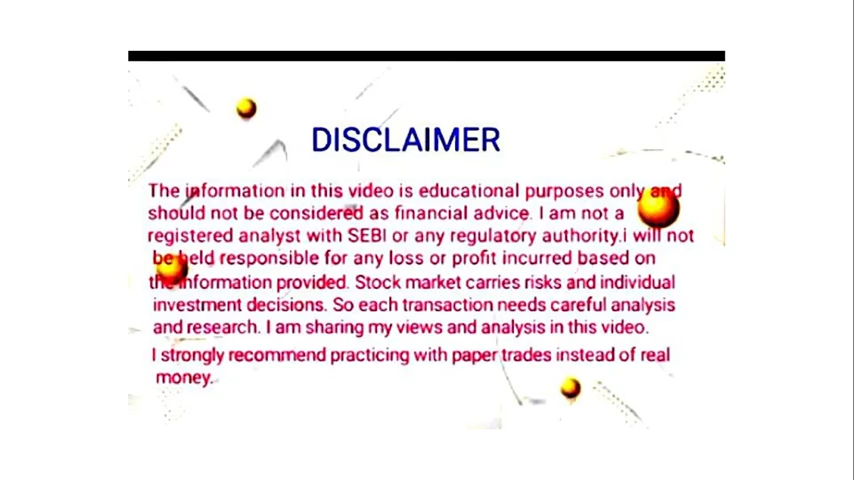 DISCLAIMER
The information in this video is educational purposes only and
should not be considered as financial advice. I am not a
registered analyst with SEBI or any regulatory authority.i will not
be held responsible for any loss or profit incurred based on
the information provided. Stock market carries risks and individual
investment decisions. So each transaction needs careful analysis
and research. I am sharing my views and analysis in this video.
I strongly recommend practicing with paper trades instead of real
money.